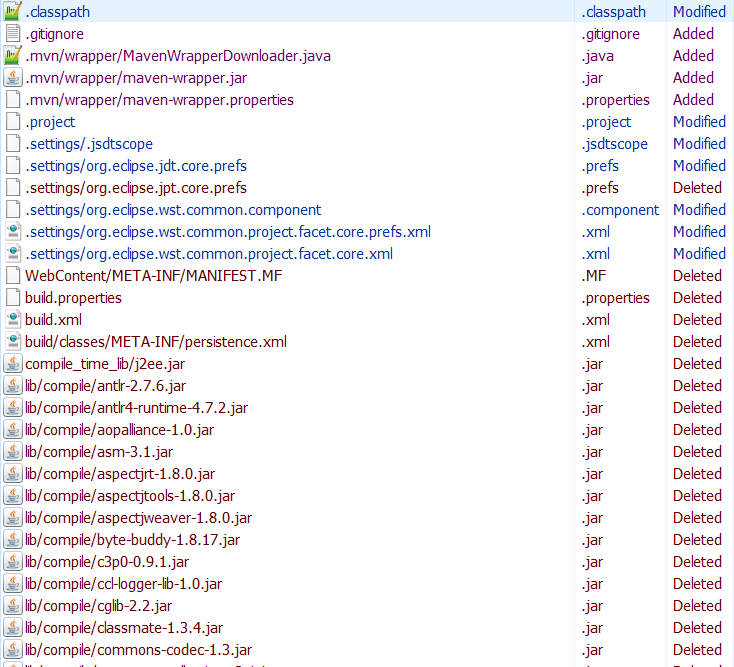 .classpath .classpath Modified
.gitignore .gitignore Added
.mvn/wrapper/MavenWrapperDownloader.java .java Added
.mvn/wrapper/maven-wrapper.jar .jar Added
.mvn/wrapper/maven-wrapper.properties .properties Added
.project .project Modified
.settings/.jsdtscope .jsdtscope Modified
.settings/org.eclipse.jdt.core.prefs .prefs Modified
.settings/org.eclipse.jpt.core.prefs .prefs Deleted
.settings/org.eclipse.wst.common.component .component Modified
.settings/org.eclipse.wst.common.project.facet.core.prefs.xml .xml Modified
.settings/org.eclipse.wst.common.project.facet.core.xml .xml Modified
WebContent/META-INF/MANIFEST.MF .MF Deleted
build.properties .properties Deleted
build.xml .xml Deleted
build/classes/META-INF/persistence.xml .xml Deleted
compile_time_lib/j2ee.jar .jar Deleted
lib/compile/antlr-2.7.6.jar .jar Deleted
lib/compile/antlr4-runtime-4.7.2.jar .jar Deleted
lib/compile/aopalliance-1.0.jar .jar Deleted
lib/compile/asm-3.1.jar .jar Deleted
lib/compile/aspectjrt-1.8.0.jar .jar Deleted
lib/compile/aspectjtools-1.8.0.jar .jar Deleted
lib/compile/aspectjweaver-1.8.0.jar .jar Deleted
lib/compile/byte-buddy-1.8.17.jar .jar Deleted
lib/compile/c3p0-0.9.1.jar .jar Deleted
lib/compile/ccl-logger-lib-1.0.jar .jar Deleted
lib/compile/cglib-2.2.jar .jar Deleted
lib/compile/classmate-1.3.4.jar .jar Deleted
lib/compile/commons-codec-1.3.jar .jar Deleted